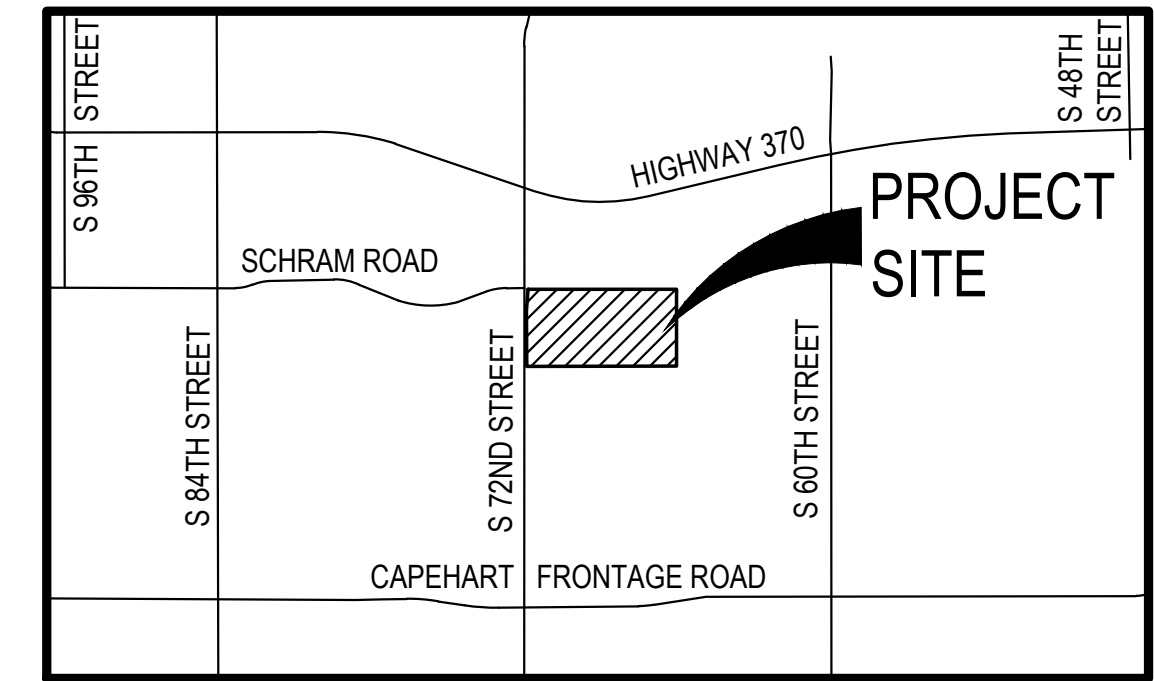 S 96TH STREET
S 48TH
STREET
HIGHWAY 370
PROJECT
SITE
SCHRAM ROAD
S 84TH STREET
S 72ND STREET
S 60TH STREET
CAPEHART FRONTAGE ROAD